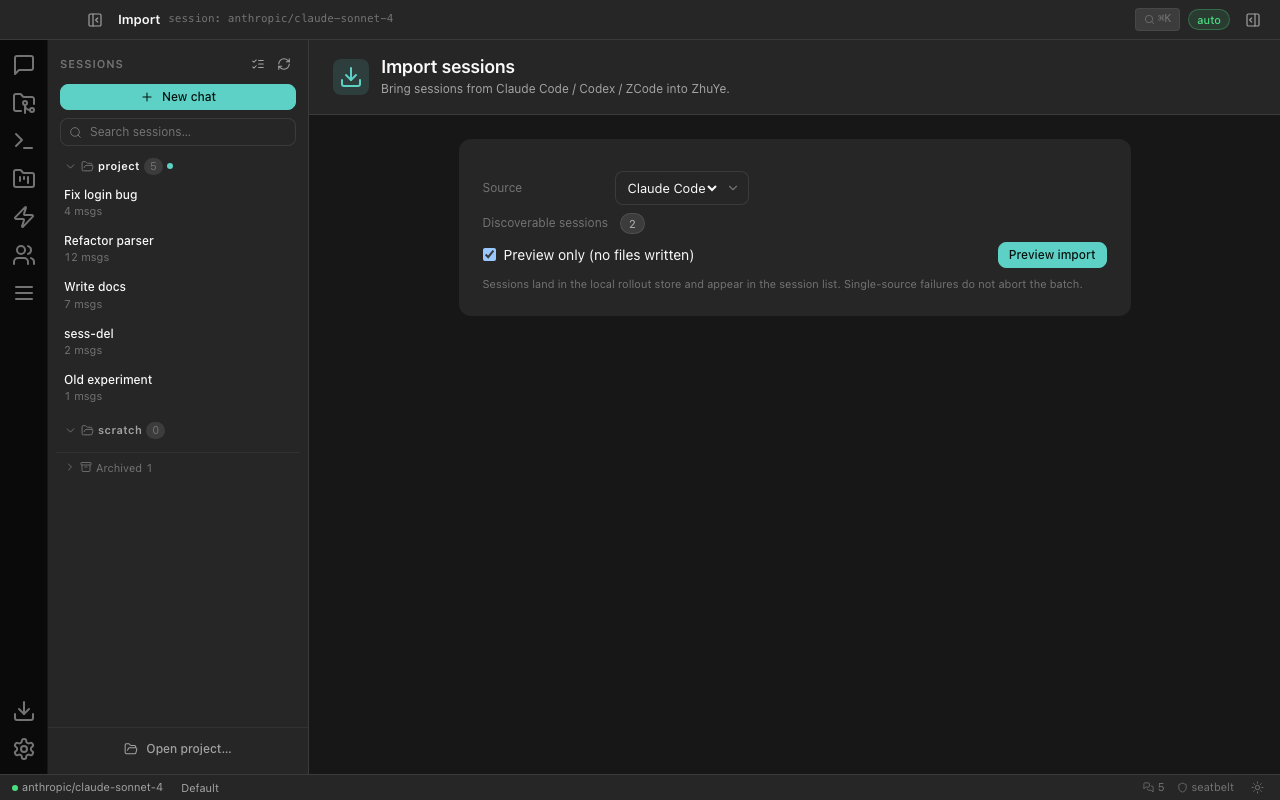 Import session: anthropic/claude-sonnet-4
⌘K
auto
SESSIONS
New chat
Search sessions...
project 5
Fix login bug
4 msgs
Refactor parser
12 msgs
Write docs
7 msgs
sess-del
2 msgs
Old experiment
1 msgs
scratch 0
Archived 1
Open project...
Import sessions
Bring sessions from Claude Code / Codex / ZCode into ZhuYe.
Source Claude Code
Discoverable sessions 2
Preview only (no files written) Preview import
Sessions land in the local rollout store and appear in the session list. Single-source failures do not abort the batch.
anthropic/claude-sonnet-4 Default
5 seatbelt